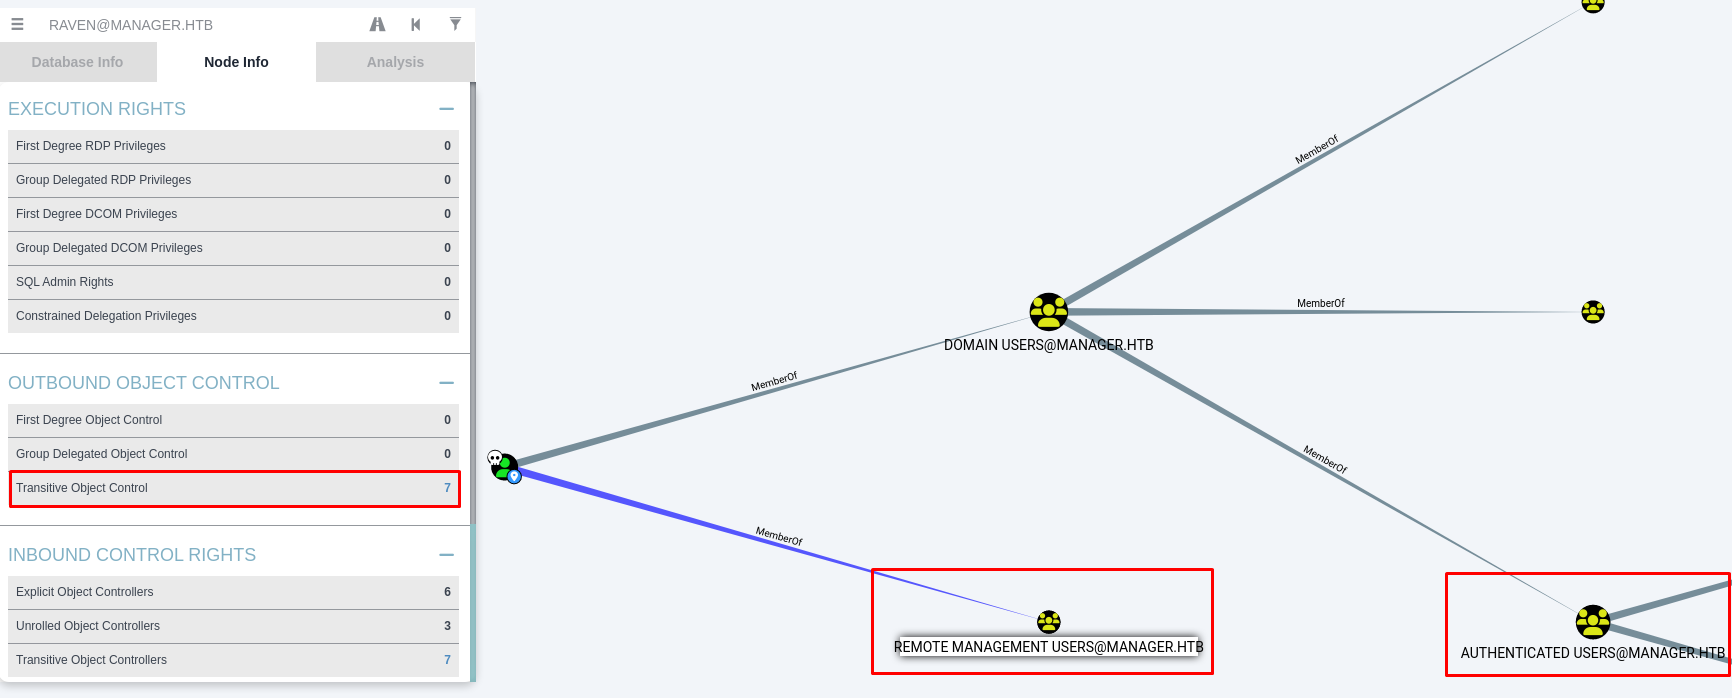 RAVEN@MANAGER.HTB
Database Info
Node Info
Analysis
EXECUTION RIGHTS
First Degree RDP Privileges 0
Group Delegated RDP Privileges 0
First Degree DCOM Privileges 0
Group Delegated DCOM Privileges 0
SQL Admin Rights 0
Constrained Delegation Privileges 0
OUTBOUND OBJECT CONTROL
First Degree Object Control 0
Group Delegated Object Control 0
Transitive Object Control 7
INBOUND CONTROL RIGHTS
Explicit Object Controllers 6
Unrolled Object Controllers 3
Transitive Object Controllers 7
MemberOf
MemberOf
DOMAIN USERS@MANAGER.HTB
MemberOf
MemberOf
MemberOf
REMOTE MANAGEMENT USERS@MANAGER.HTB
AUTHENTICATED USERS@MANAGER.HTB